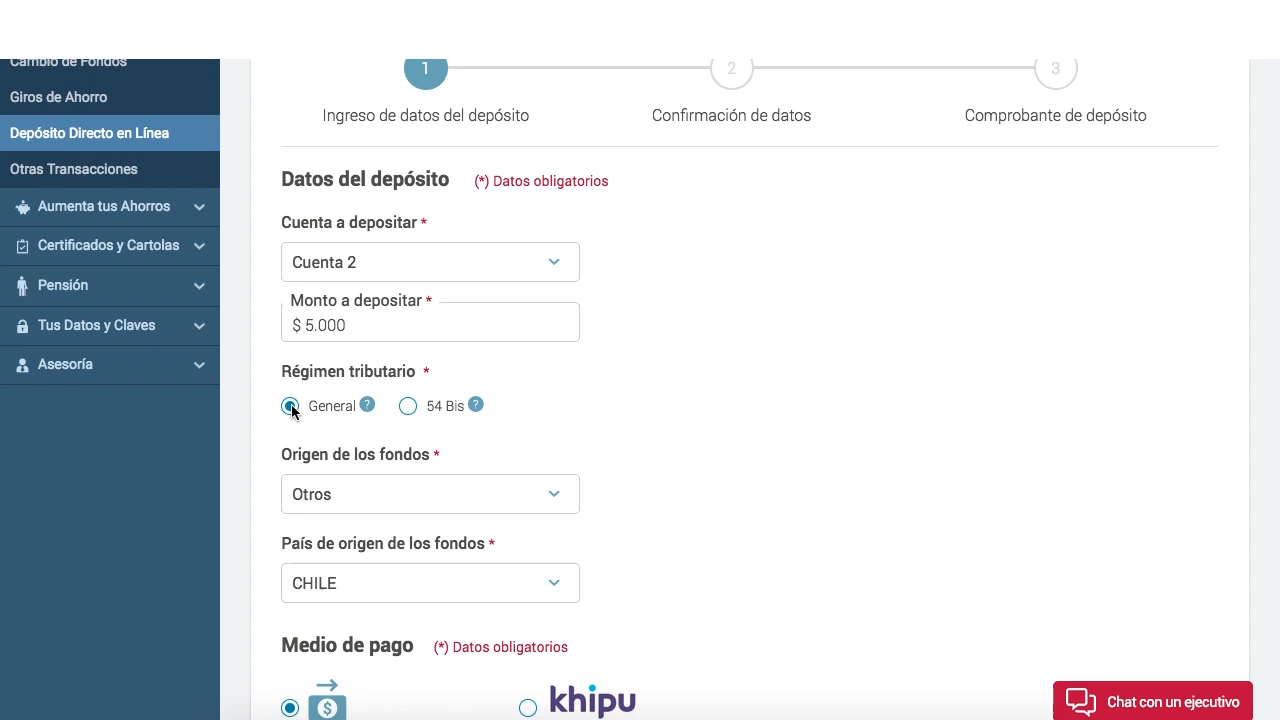 Cambio de Fondos
Giros de Ahorro
Depósito Directo en Línea
Otras Transacciones
Aumenta tus Ahorros
Certificados y Cartolas
Pensión
Tus Datos y Claves
Asesoría
1
2
3
Ingreso de datos del depósito
Confirmación de datos
Comprobante de depósito
Datos del depósito (*) Datos obligatorios
Cuenta a depositar *
Cuenta 2
Monto a depositar *
$ 5.000
Régimen tributario *
General ? 54 Bis ?
Origen de los fondos *
Otros
País de origen de los fondos *
CHILE
Medio de pago (*) Datos obligatorios
$
khipu
Chat con un ejecutivo